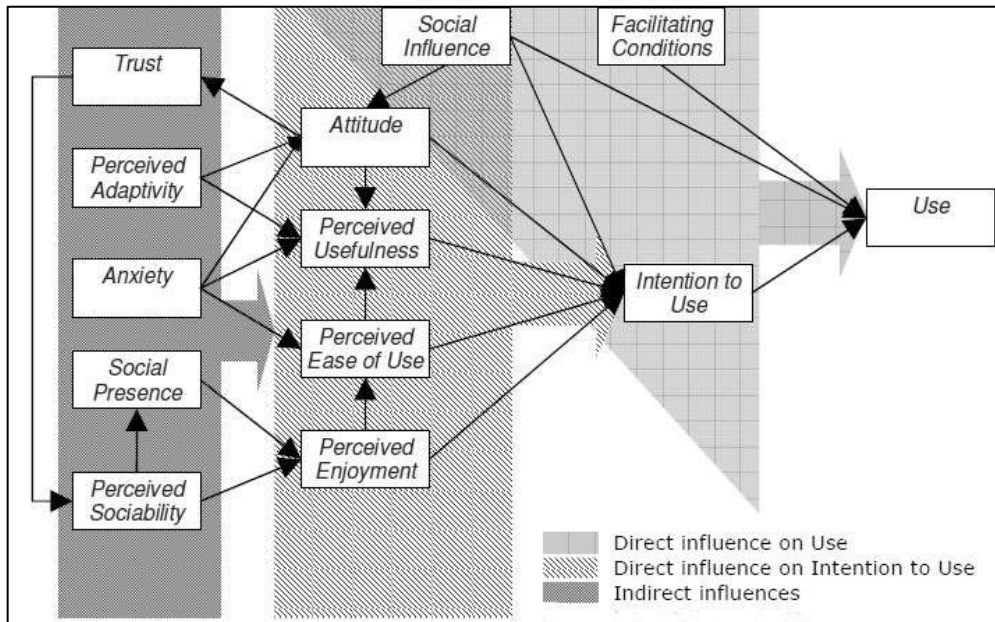 Social
Influence
Facilitating
Conditions
Trust
Attitude
Perceived
Adaptivity
Perceived
Usefulness
Use
Anxiety
Intention to
Use
Perceived
Ease of Use
Social
Presence
Perceived
Enjoyment
Perceived
Sociability
Direct influence on Use
Direct influence on Intention to Use
Indirect influences